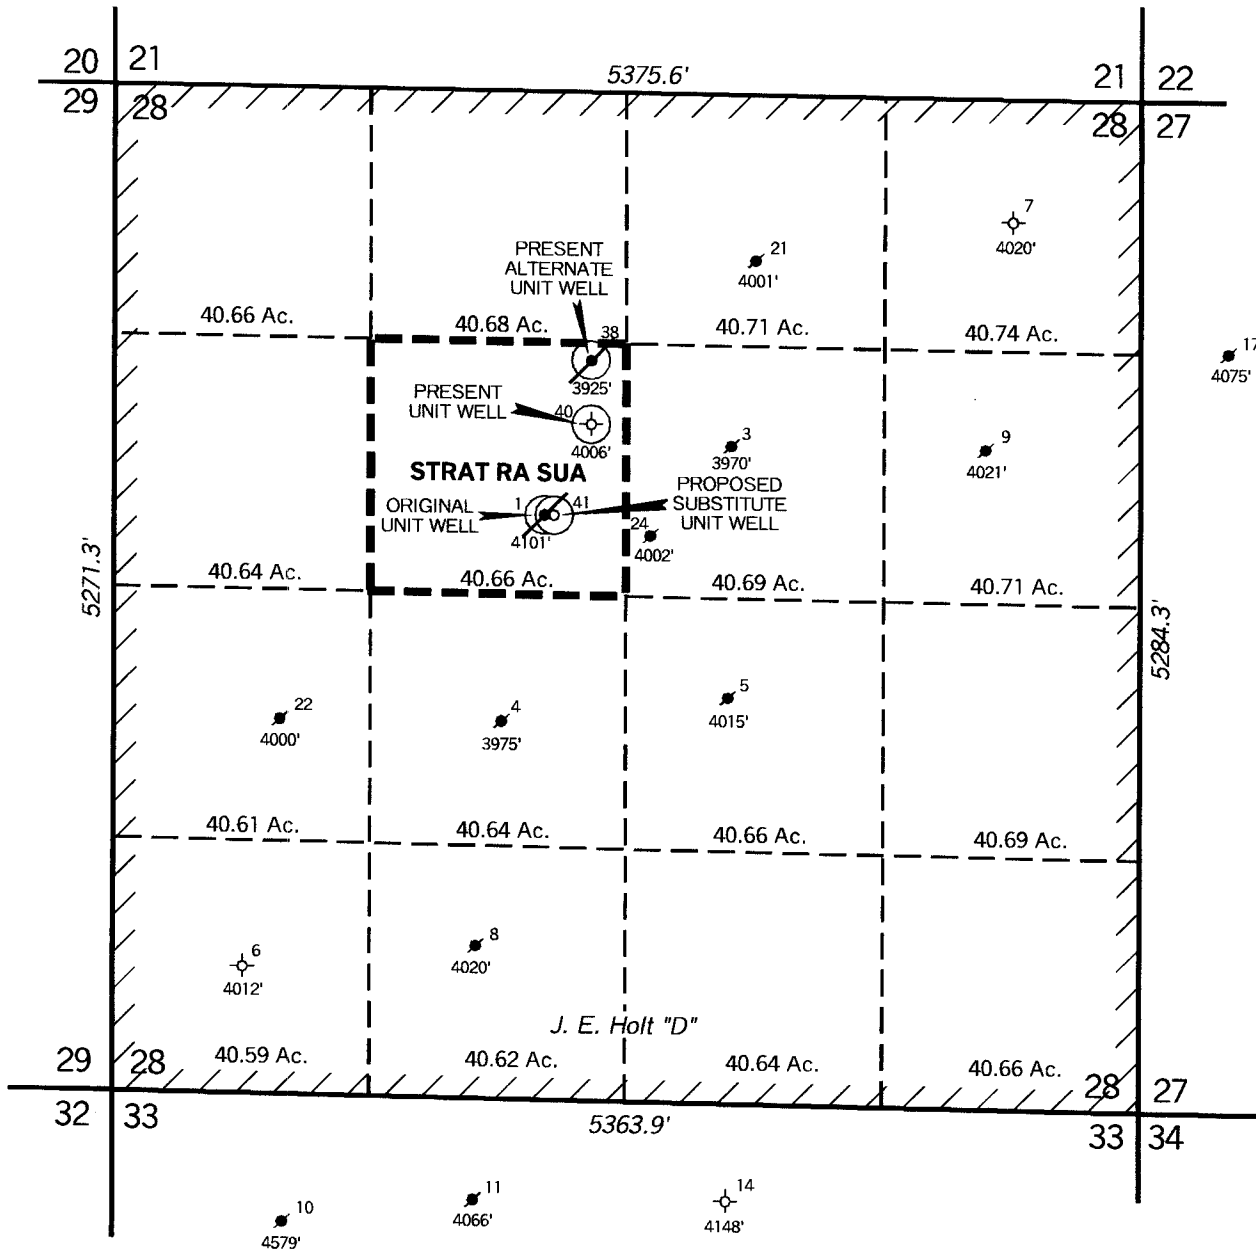 20
21
5375.6'
21
22
29
28
28
27
7
4020'
PRESENT
ALTERNATE
UNIT WELL
21
4001'
40.66 Ac.
40.68 Ac.
38
40.71 Ac.
40.74 Ac.
17
4075'
3925'
PRESENT
UNIT WELL
40
4006'
3
3970'
9
4021'
STRAT RA SUA
ORIGINAL
UNIT WELL
1
41
4101'
PROPOSED
SUBSTITUTE
UNIT WELL
24
4002'
5271.3'
40.64 Ac.
40.66 Ac.
40.69 Ac.
40.71 Ac.
5284.3'
22
4000'
4
3975'
5
4015'
40.61 Ac.
40.64 Ac.
40.66 Ac.
40.69 Ac.
6
4012'
8
4020'
J. E. Holt "D"
29
28
40.59 Ac.
40.62 Ac.
40.64 Ac.
40.66 Ac.
28
27
32
33
5363.9'
33
34
10
4579'
11
4066'
14
4148'